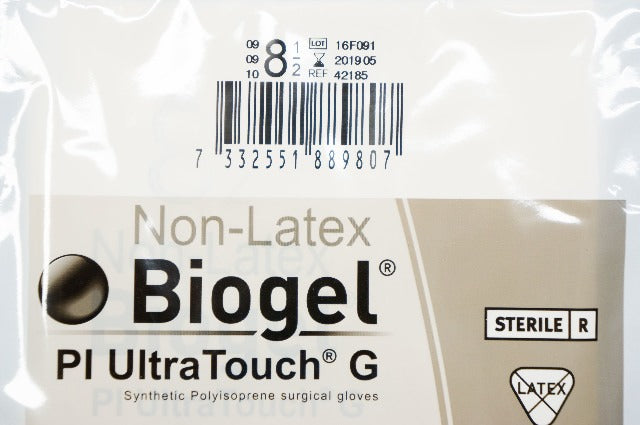 09 09 10
8 1/2
LOT 16F091
2019 05
REF 42185
7 332551 889807
Non-Latex
Biogel®
PI UltraTouch® G
Synthetic Polyisoprene surgical gloves
STERILE R
LATEX